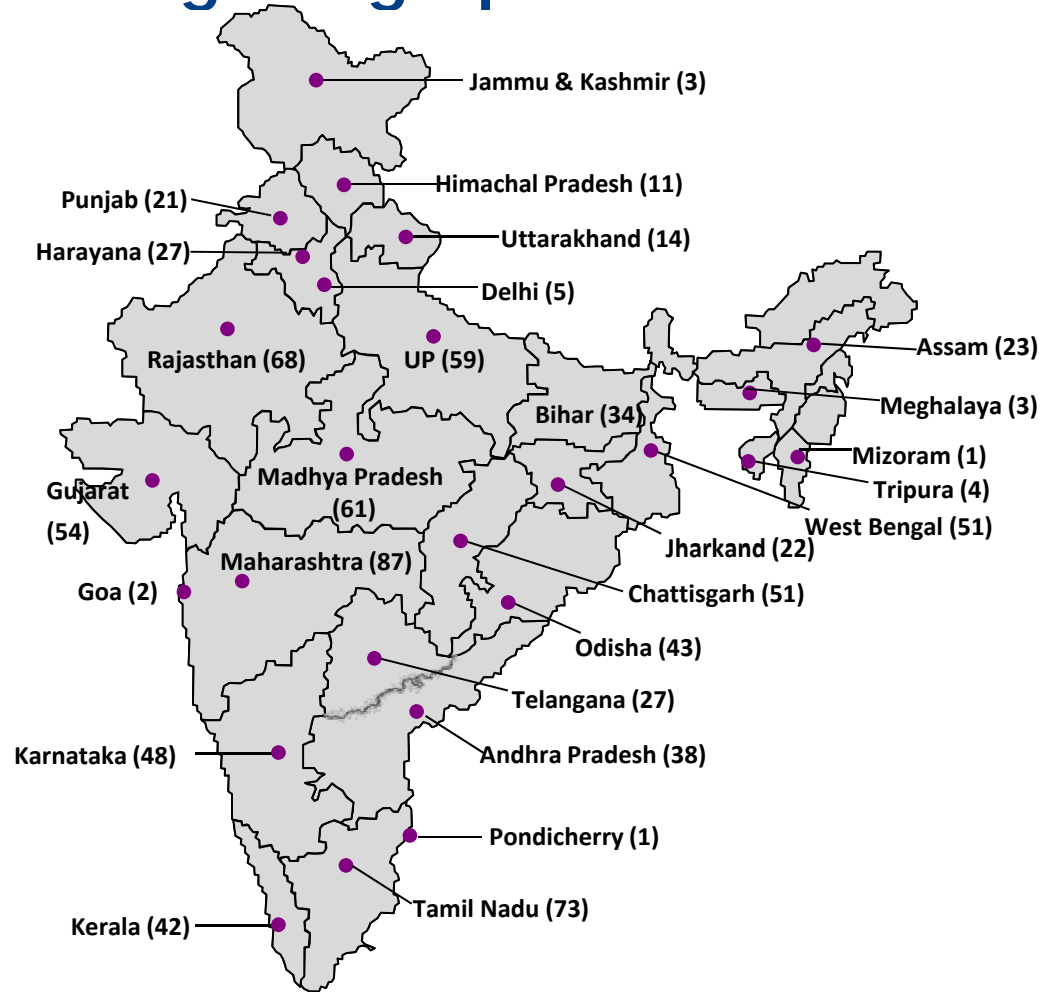 Jammu & Kashmir (3)
Himachal Pradesh (11)
Punjab (21)
Uttarakhand (14)
Harayana (27)
Delhi (5)
Assam (23)
Rajasthan (68)
UP (59)
Meghalaya (3)
Bihar (34)
Mizoram (1)
Madhya Pradesh
(61)
Tripura (4)
Gujarat
(54)
West Bengal (51)
Jharkand (22)
Maharashtra (87)
Goa (2)
Chattisgarh (51)
Odisha (43)
Telangana (27)
Karnataka (48)
Andhra Pradesh (38)
Pondicherry (1)
Tamil Nadu (73)
Kerala (42)